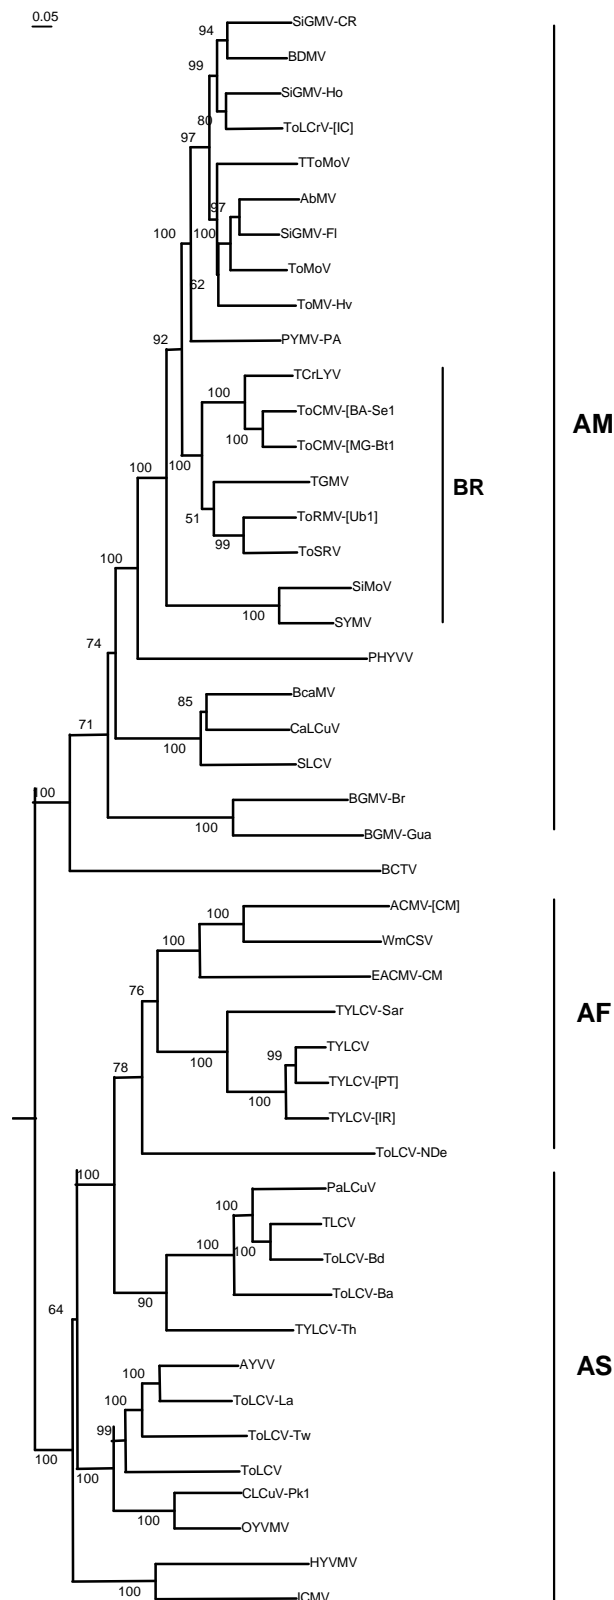 0.05
SiGMV-CR
94
BDMV
99
SiGMV-Ho
80
ToLCrV-[IC]
97
TToMoV
AbMV
97
SiGMV-Fl
100
100
ToMoV
62
ToMV-Hv
PYMV-PA
92
TCrLYV
100
ToCMV-[BA-Se1
AM
100
ToCMV-[MG-Bt1
100
100
TGMV
BR
51
ToRMV-[Ub1]
99
ToSRV
100
SiMoV
100
SYMV
74
PHYVV
BcaMV
85
CaLCuV
71
100
SLCV
100
BGMV-Br
100
BGMV-Gua
BCTV
ACMV-[CM]
100
WmCSV
100
EACMV-CM
76
TYLCV-Sar
AF
100
TYLCV
99
78
TYLCV-[PT]
100
TYLCV-[IR]
ToLCV-NDe
100
PaLCuV
100
TLCV
100
100
ToLCV-Bd
90
ToLCV-Ba
64
TYLCV-Th
AYVV
AS
100
ToLCV-La
100
ToLCV-Tw
99
100
ToLCV
100
CLCuV-Pk1
100
OYVMV
HYVMV
100
ICMV